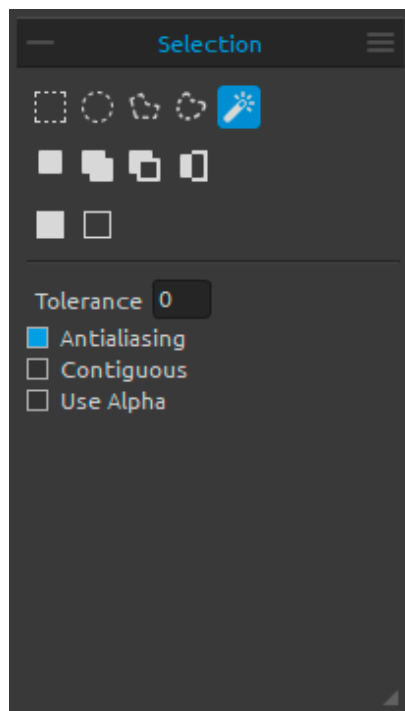 Selection
Tolerance 0
Antialiasing
Contiguous
Use Alpha